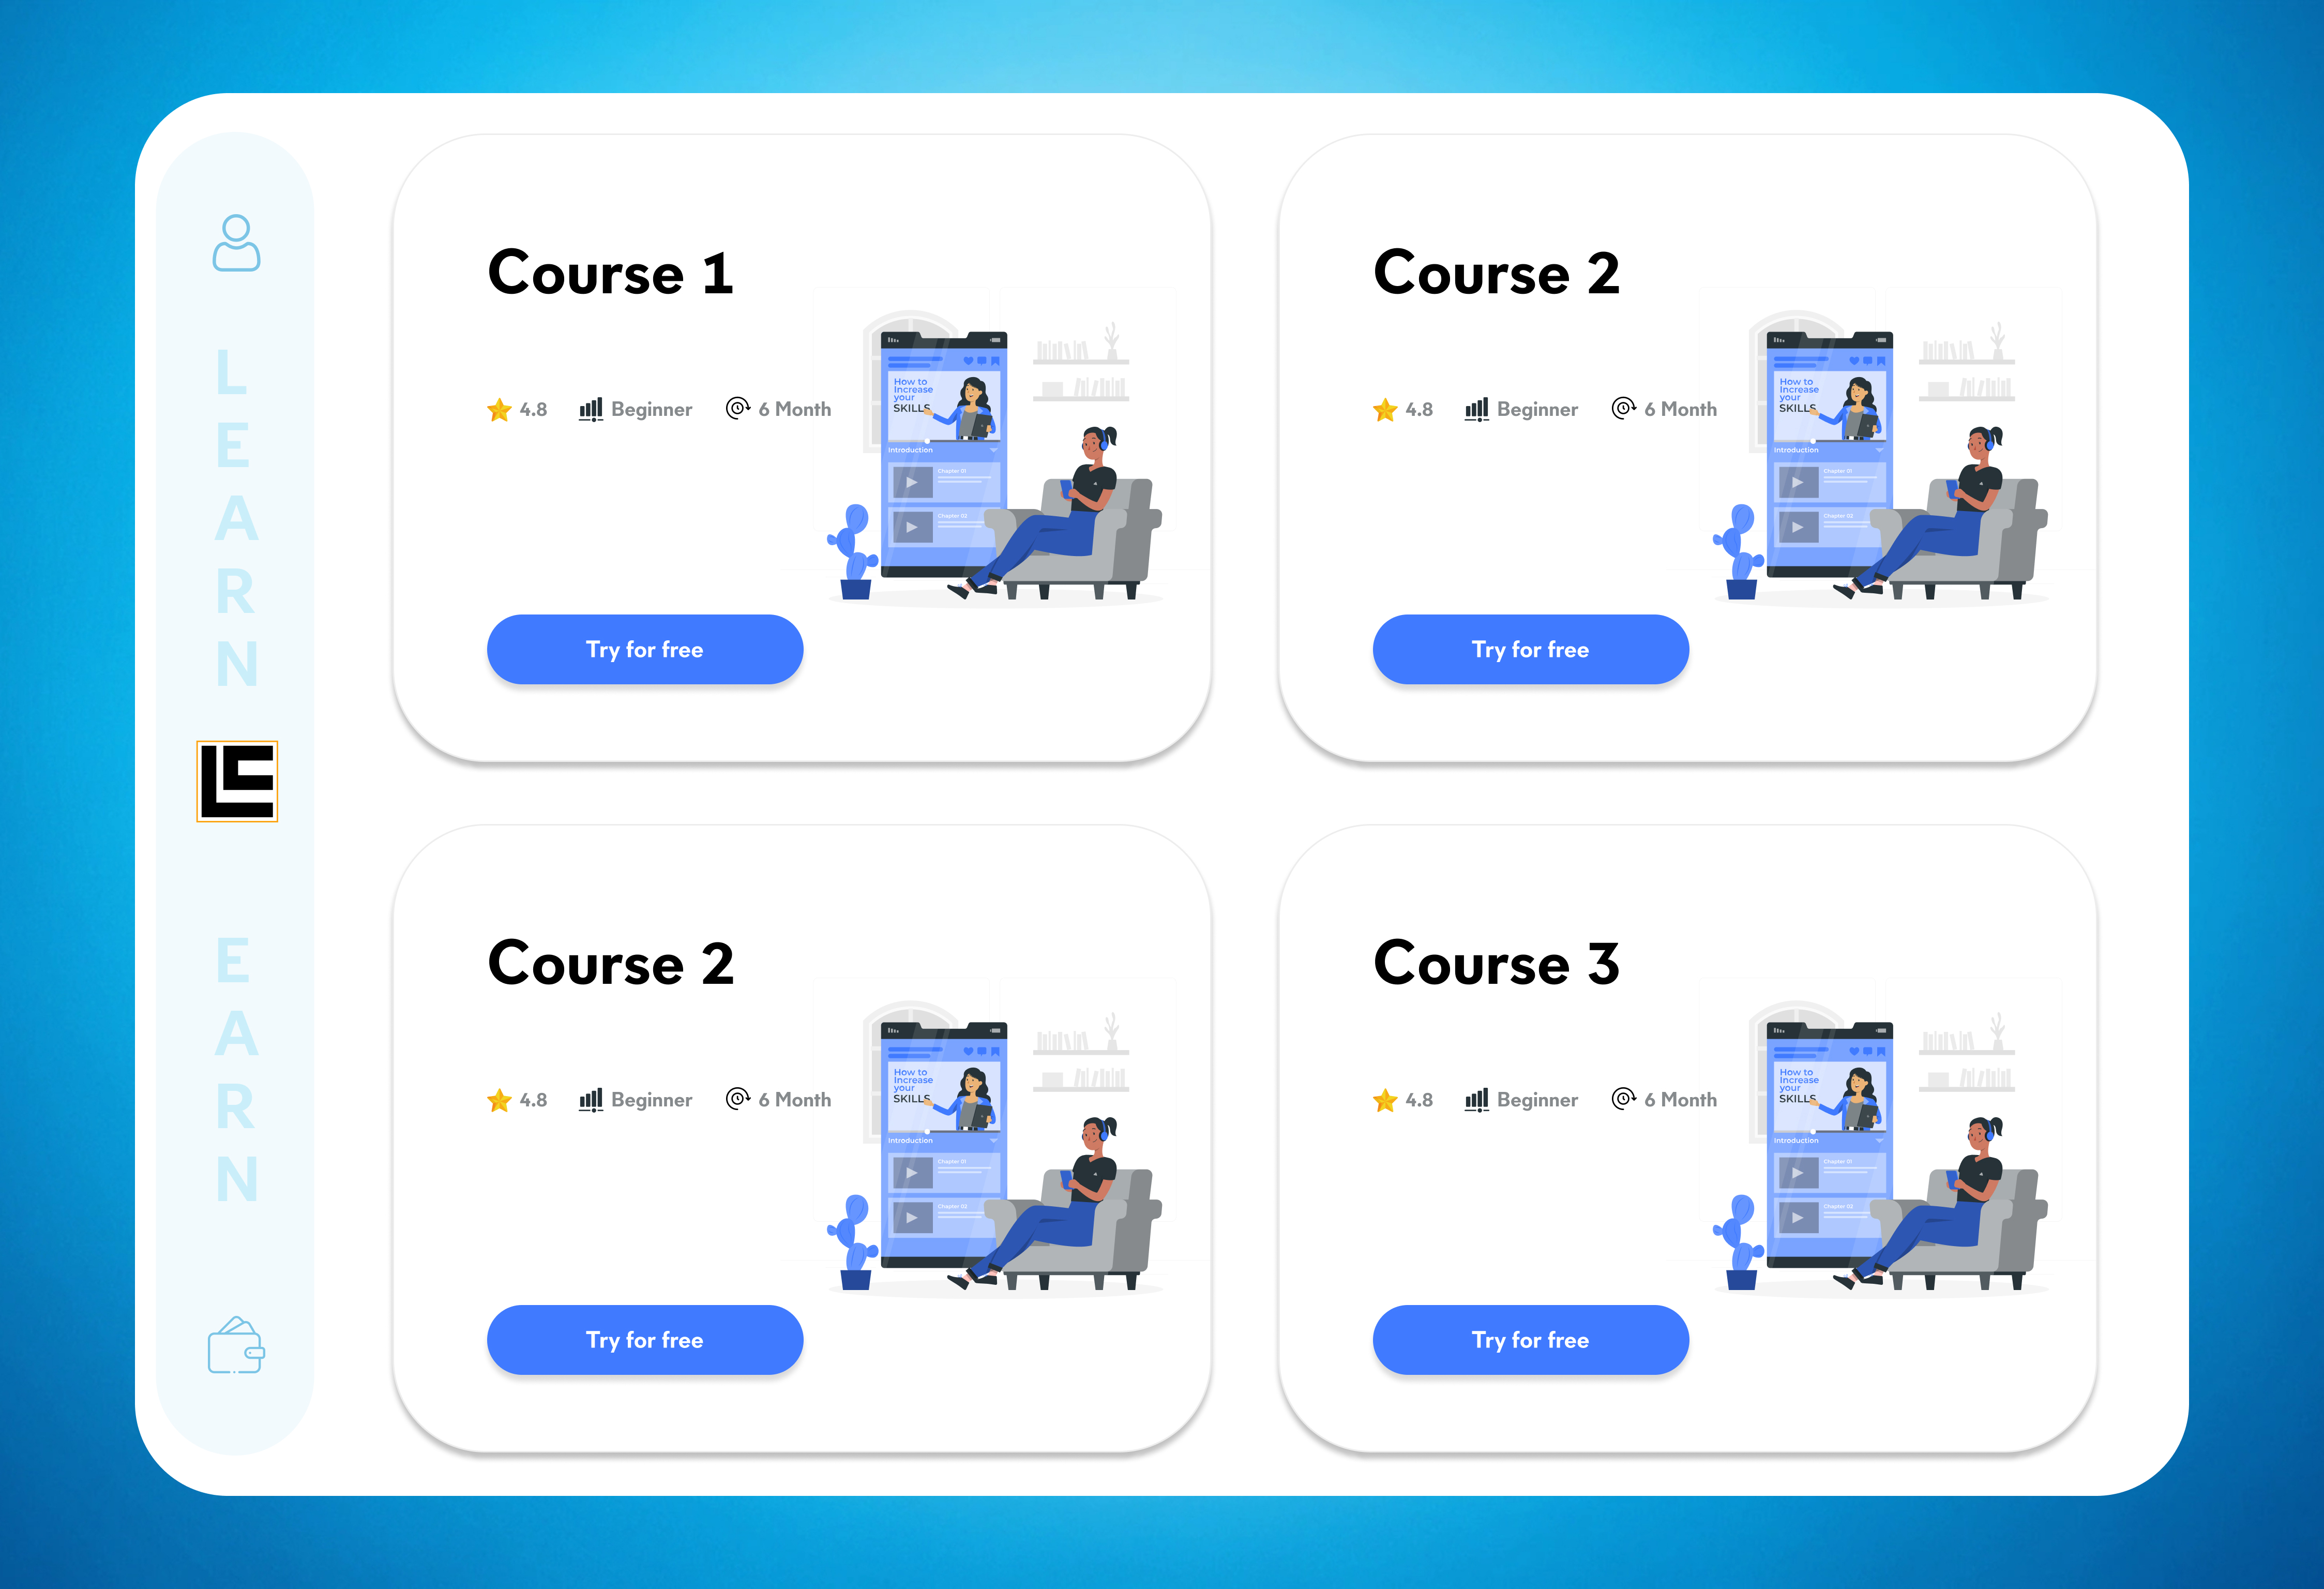 L
E
A
R
N
E
A
R
N
Course 1
4.8 Beginner 6 Month
How to
Increase
your
SKILLS
Introduction
Chapter 01
Chapter 02
Try for free
Course 2
4.8 Beginner 6 Month
How to
Increase
your
SKILLS
Introduction
Chapter 01
Chapter 02
Try for free
Course 2
4.8 Beginner 6 Month
How to
Increase
your
SKILLS
Introduction
Chapter 01
Chapter 02
Try for free
Course 3
4.8 Beginner 6 Month
How to
Increase
your
SKILLS
Introduction
Chapter 01
Chapter 02
Try for free